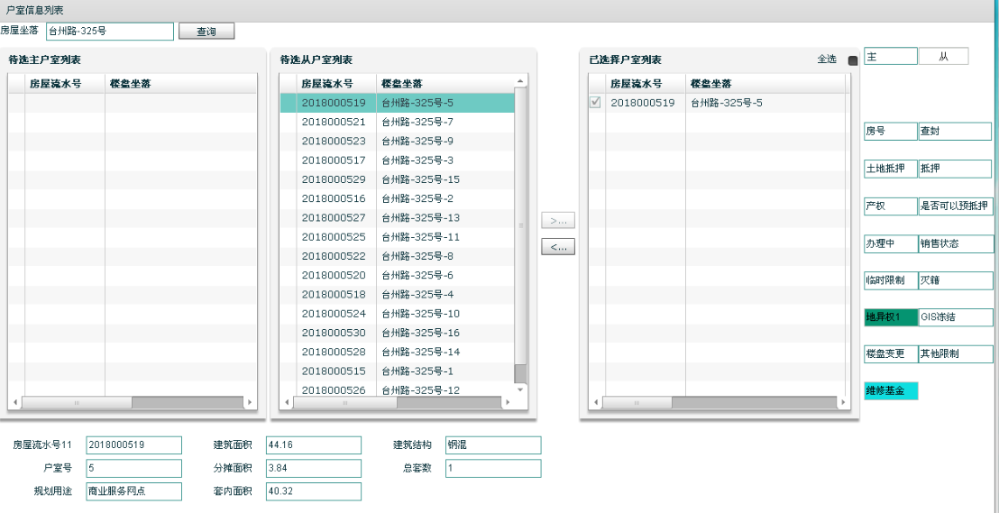 户室信息列表
房屋坐落 台州路-325号 查询
待选主户室列表
房屋流水号 楼盘坐落
待选从户室列表
房屋流水号 楼盘坐落
2018000519 台州路-325号-5
2018000521 台州路-325号-7
2018000523 台州路-325号-9
2018000517 台州路-325号-3
2018000529 台州路-325号-15
2018000516 台州路-325号-2
2018000527 台州路-325号-13
2018000525 台州路-325号-11
2018000522 台州路-325号-8
2018000520 台州路-325号-6
2018000518 台州路-325号-4
2018000524 台州路-325号-10
2018000530 台州路-325号-16
2018000528 台州路-325号-14
2018000515 台州路-325号-1
2018000526 台州路-325号-12
>...
<...
已选择户室列表 全选
房屋流水号 楼盘坐落
2018000519 台州路-325号-5
主 从
房号 查封
土地抵押 抵押
产权 是否可以预抵押
办理中 销售状态
临时限制 灭籍
地异权1 GIS冻结
楼盘变更 其他限制
维修基金
房屋流水号11 2018000519 建筑面积 44.16 建筑结构 钢混
户室号 5 分摊面积 3.84 总套数 1
规划用途 商业服务网点 套内面积 40.32